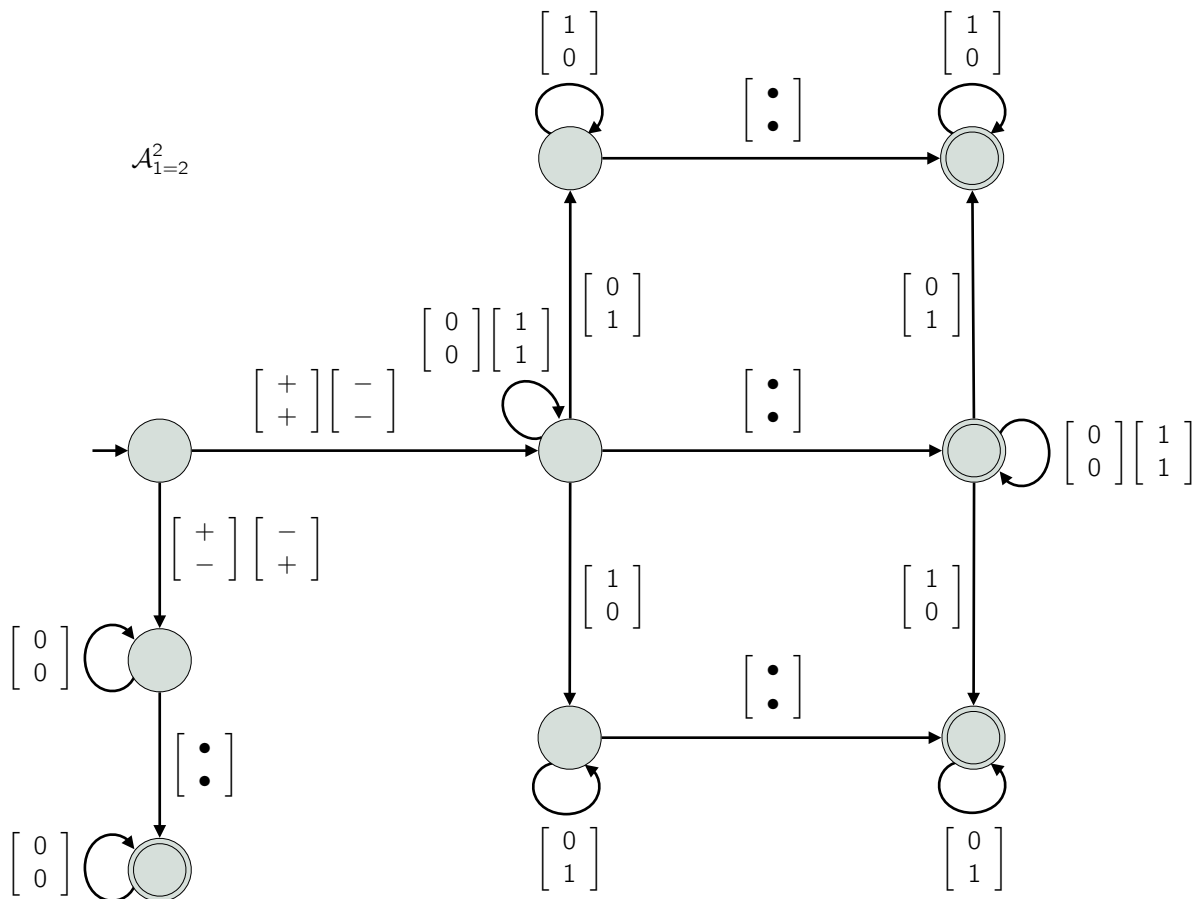 [ 1 0 ]
[ 1 0 ]
[ • • ]
𝒜²₁₌₂
[ 0 1 ]
[ 0 1 ]
[ 0 0 ] [ 1 1 ]
[ + + ] [ − − ]
[ • • ]
[ 0 0 ] [ 1 1 ]
[ + − ] [ − + ]
[ 1 0 ]
[ 1 0 ]
[ 0 0 ]
[ • • ]
[ • • ]
[ 0 0 ]
[ 0 1 ]
[ 0 1 ]